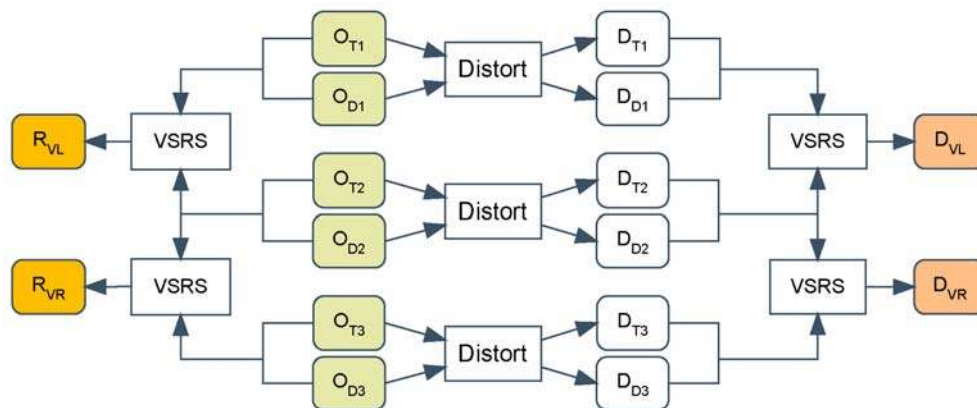 O_T1
D_T1
Distort
O_D1
D_D1
R_VL
VSRS
VSRS
D_VL
O_T2
D_T2
Distort
O_D2
D_D2
R_VR
VSRS
VSRS
D_VR
O_T3
D_T3
Distort
O_D3
D_D3